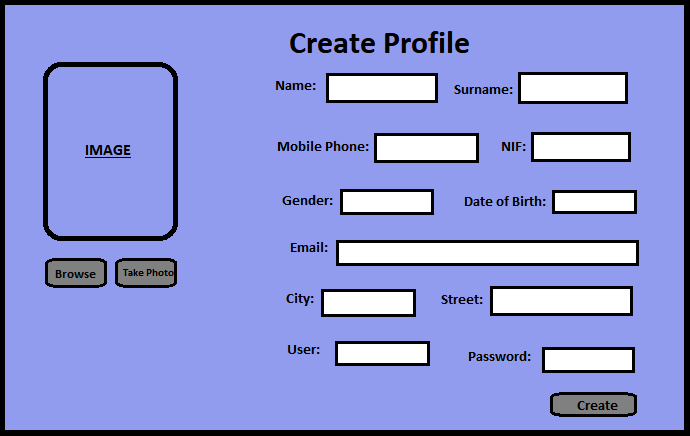 Create Profile
Name: Surname:
IMAGE
Mobile Phone: NIF:
Gender: Date of Birth:
Email:
Browse Take Photo
City: Street:
User: Password:
Create